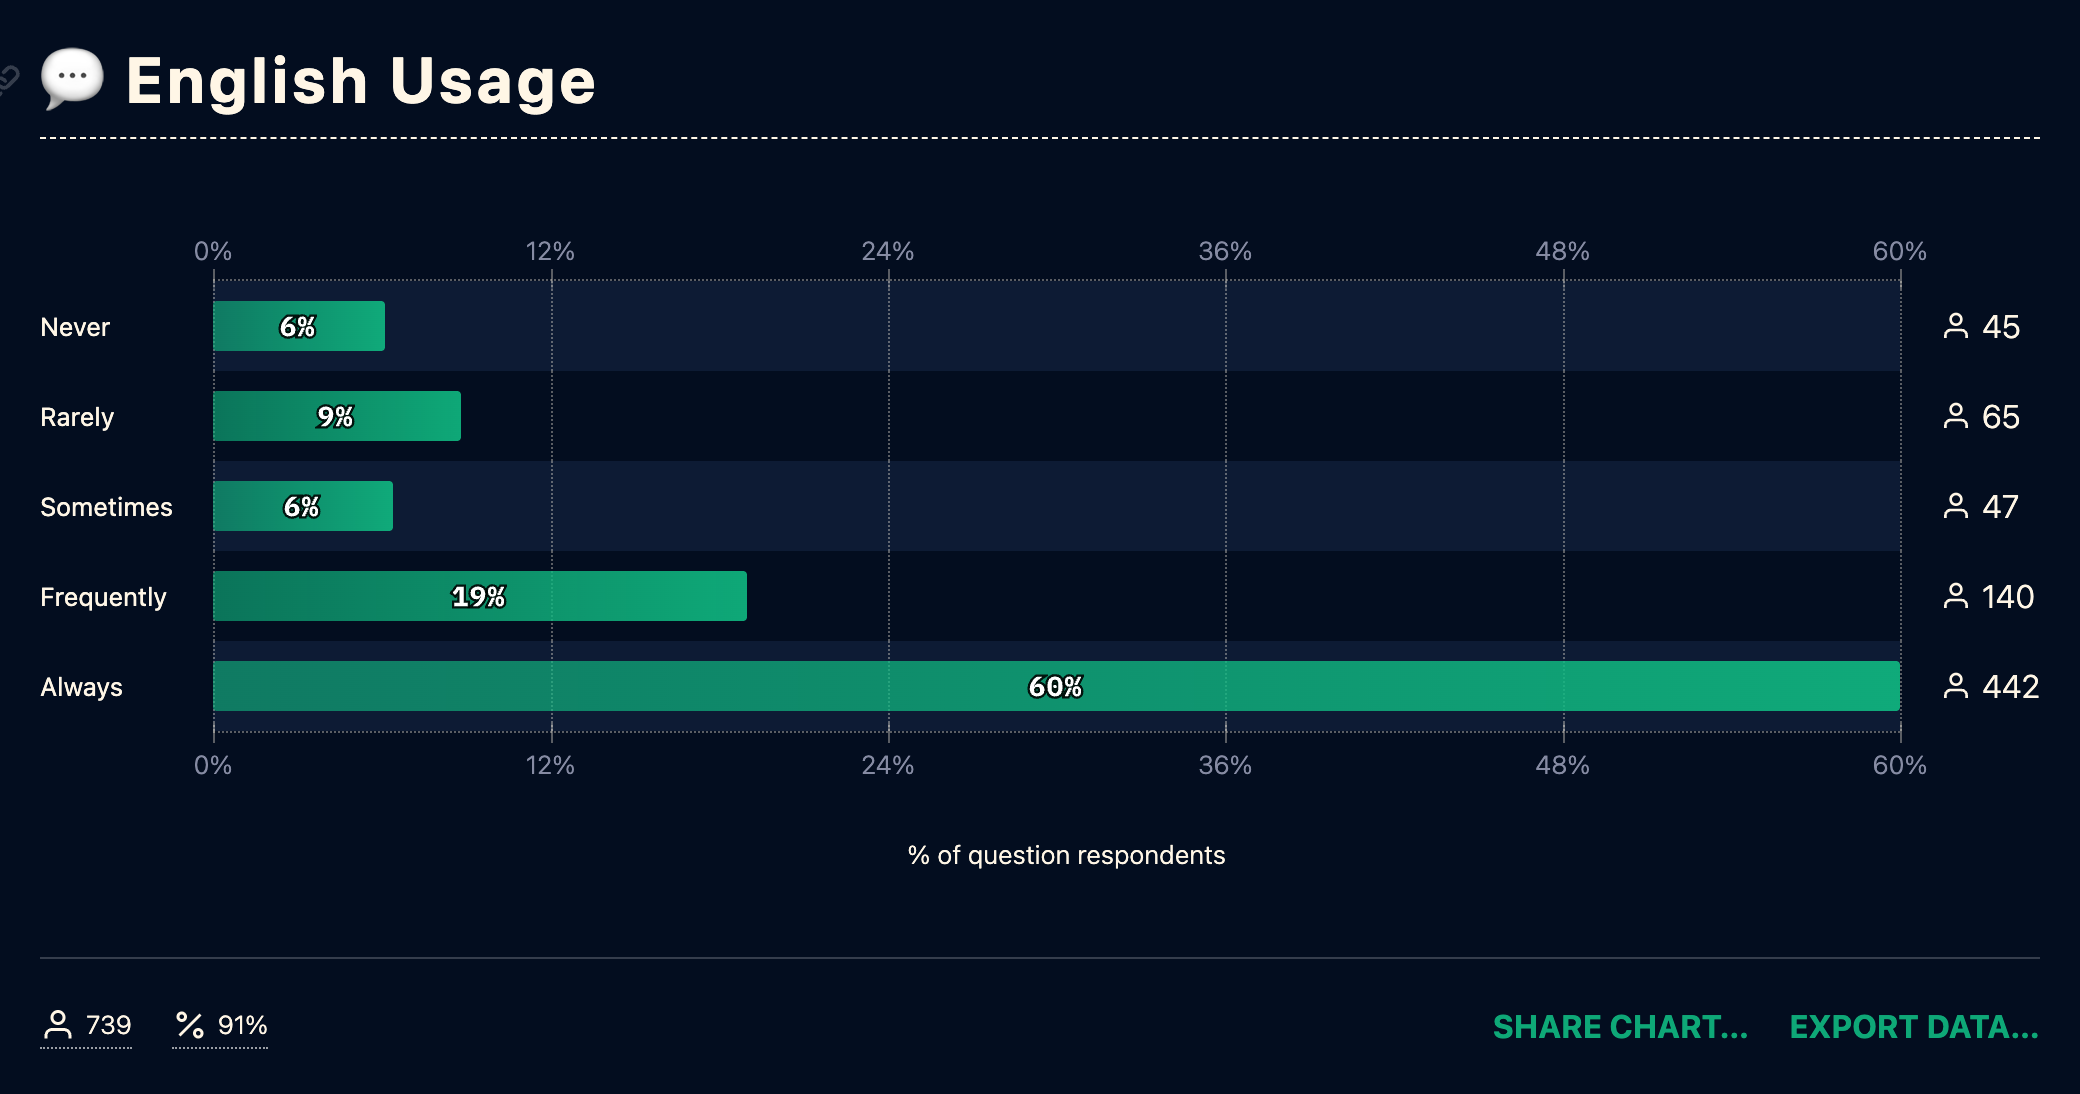 English Usage
0% 12% 24% 36% 48% 60%
Never 6% 45
Rarely 9% 65
Sometimes 6% 47
Frequently 19% 140
Always 60% 442
0% 12% 24% 36% 48% 60%
% of question respondents
739 91% SHARE CHART... EXPORT DATA...